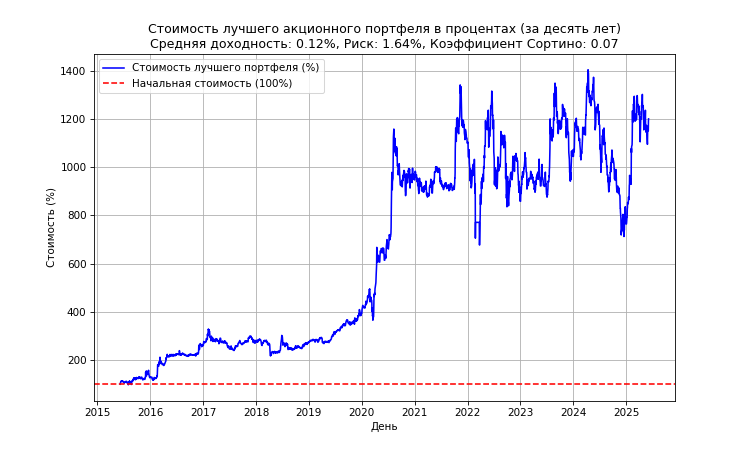 Стоимость лучшего акционного портфеля в процентах (за десять лет)
Средняя доходность: 0.12%, Риск: 1.64%, Коэффициент Сортино: 0.07
Стоимость лучшего портфеля (%)
Начальная стоимость (100%)
Стоимость (%)
1400
1200
1000
800
600
400
200
2015 2016 2017 2018 2019 2020 2021 2022 2023 2024 2025
День